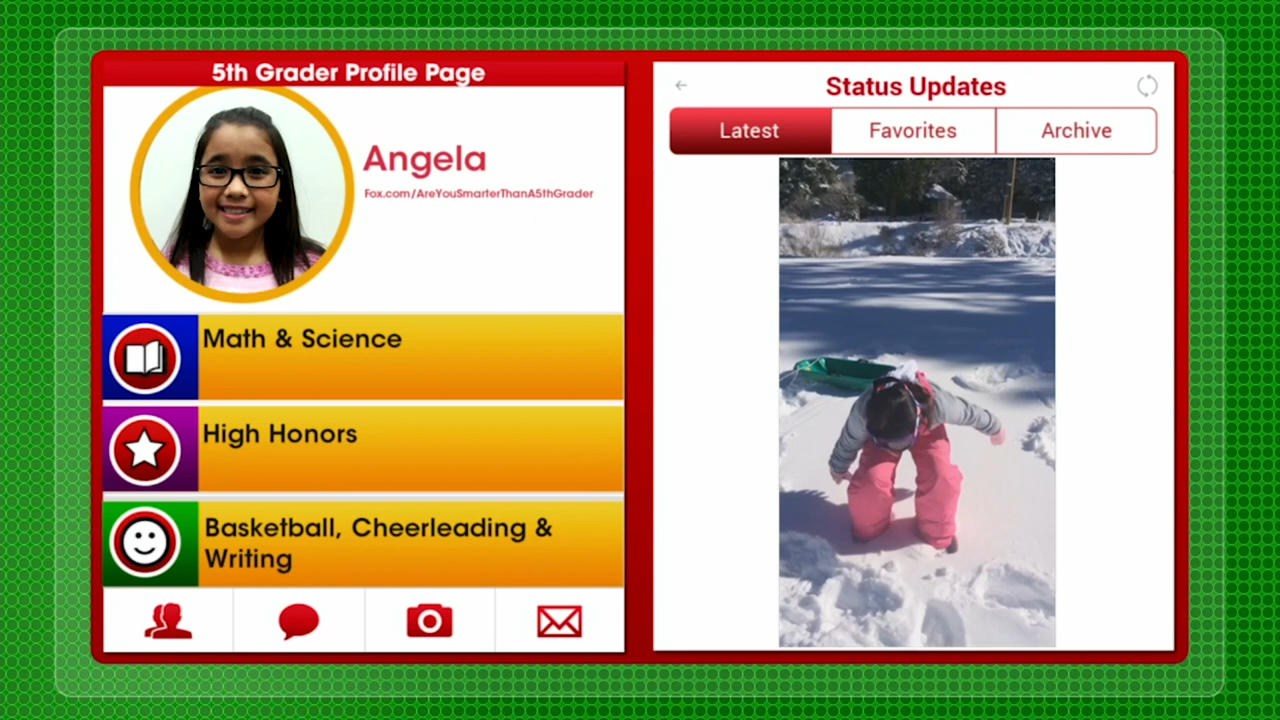 5th Grader Profile Page
Angela
Fox.com/AreYouSmarterThanA5thGrader
Math & Science
High Honors
Basketball, Cheerleading &
Writing
Status Updates
Latest
Favorites
Archive